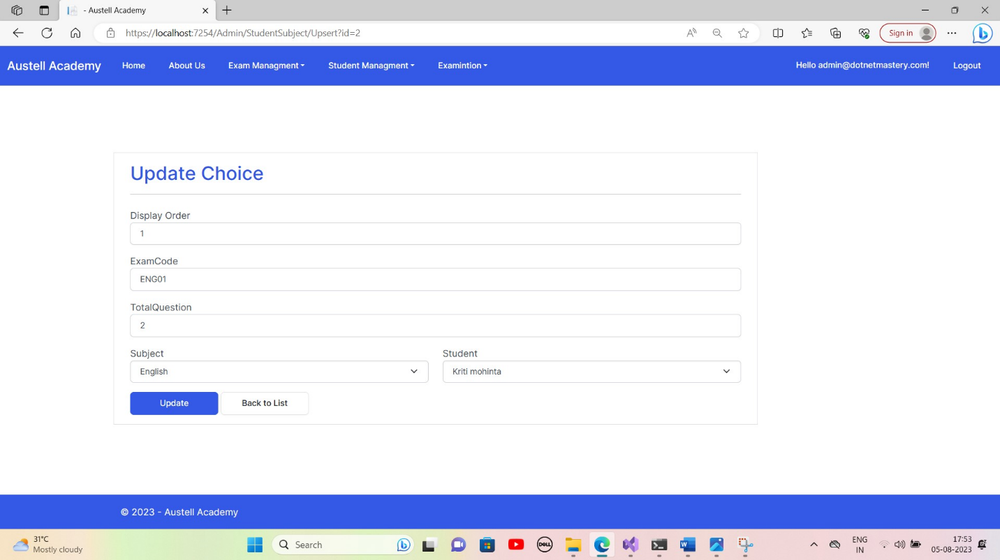 - Austell Academy
https://localhost:7254/Admin/StudentSubject/Upsert?id=2
Sign in
Austell Academy Home About Us Exam Managment Student Managment Examintion Hello admin@dotnetmastery.com! Logout
Update Choice
Display Order
1
ExamCode
ENG01
TotalQuestion
2
Subject Student
English Kriti mohinta
Update Back to List
© 2023 - Austell Academy
31°C
Mostly cloudy
Search
DELL
ENG
IN
17:53
05-08-2023